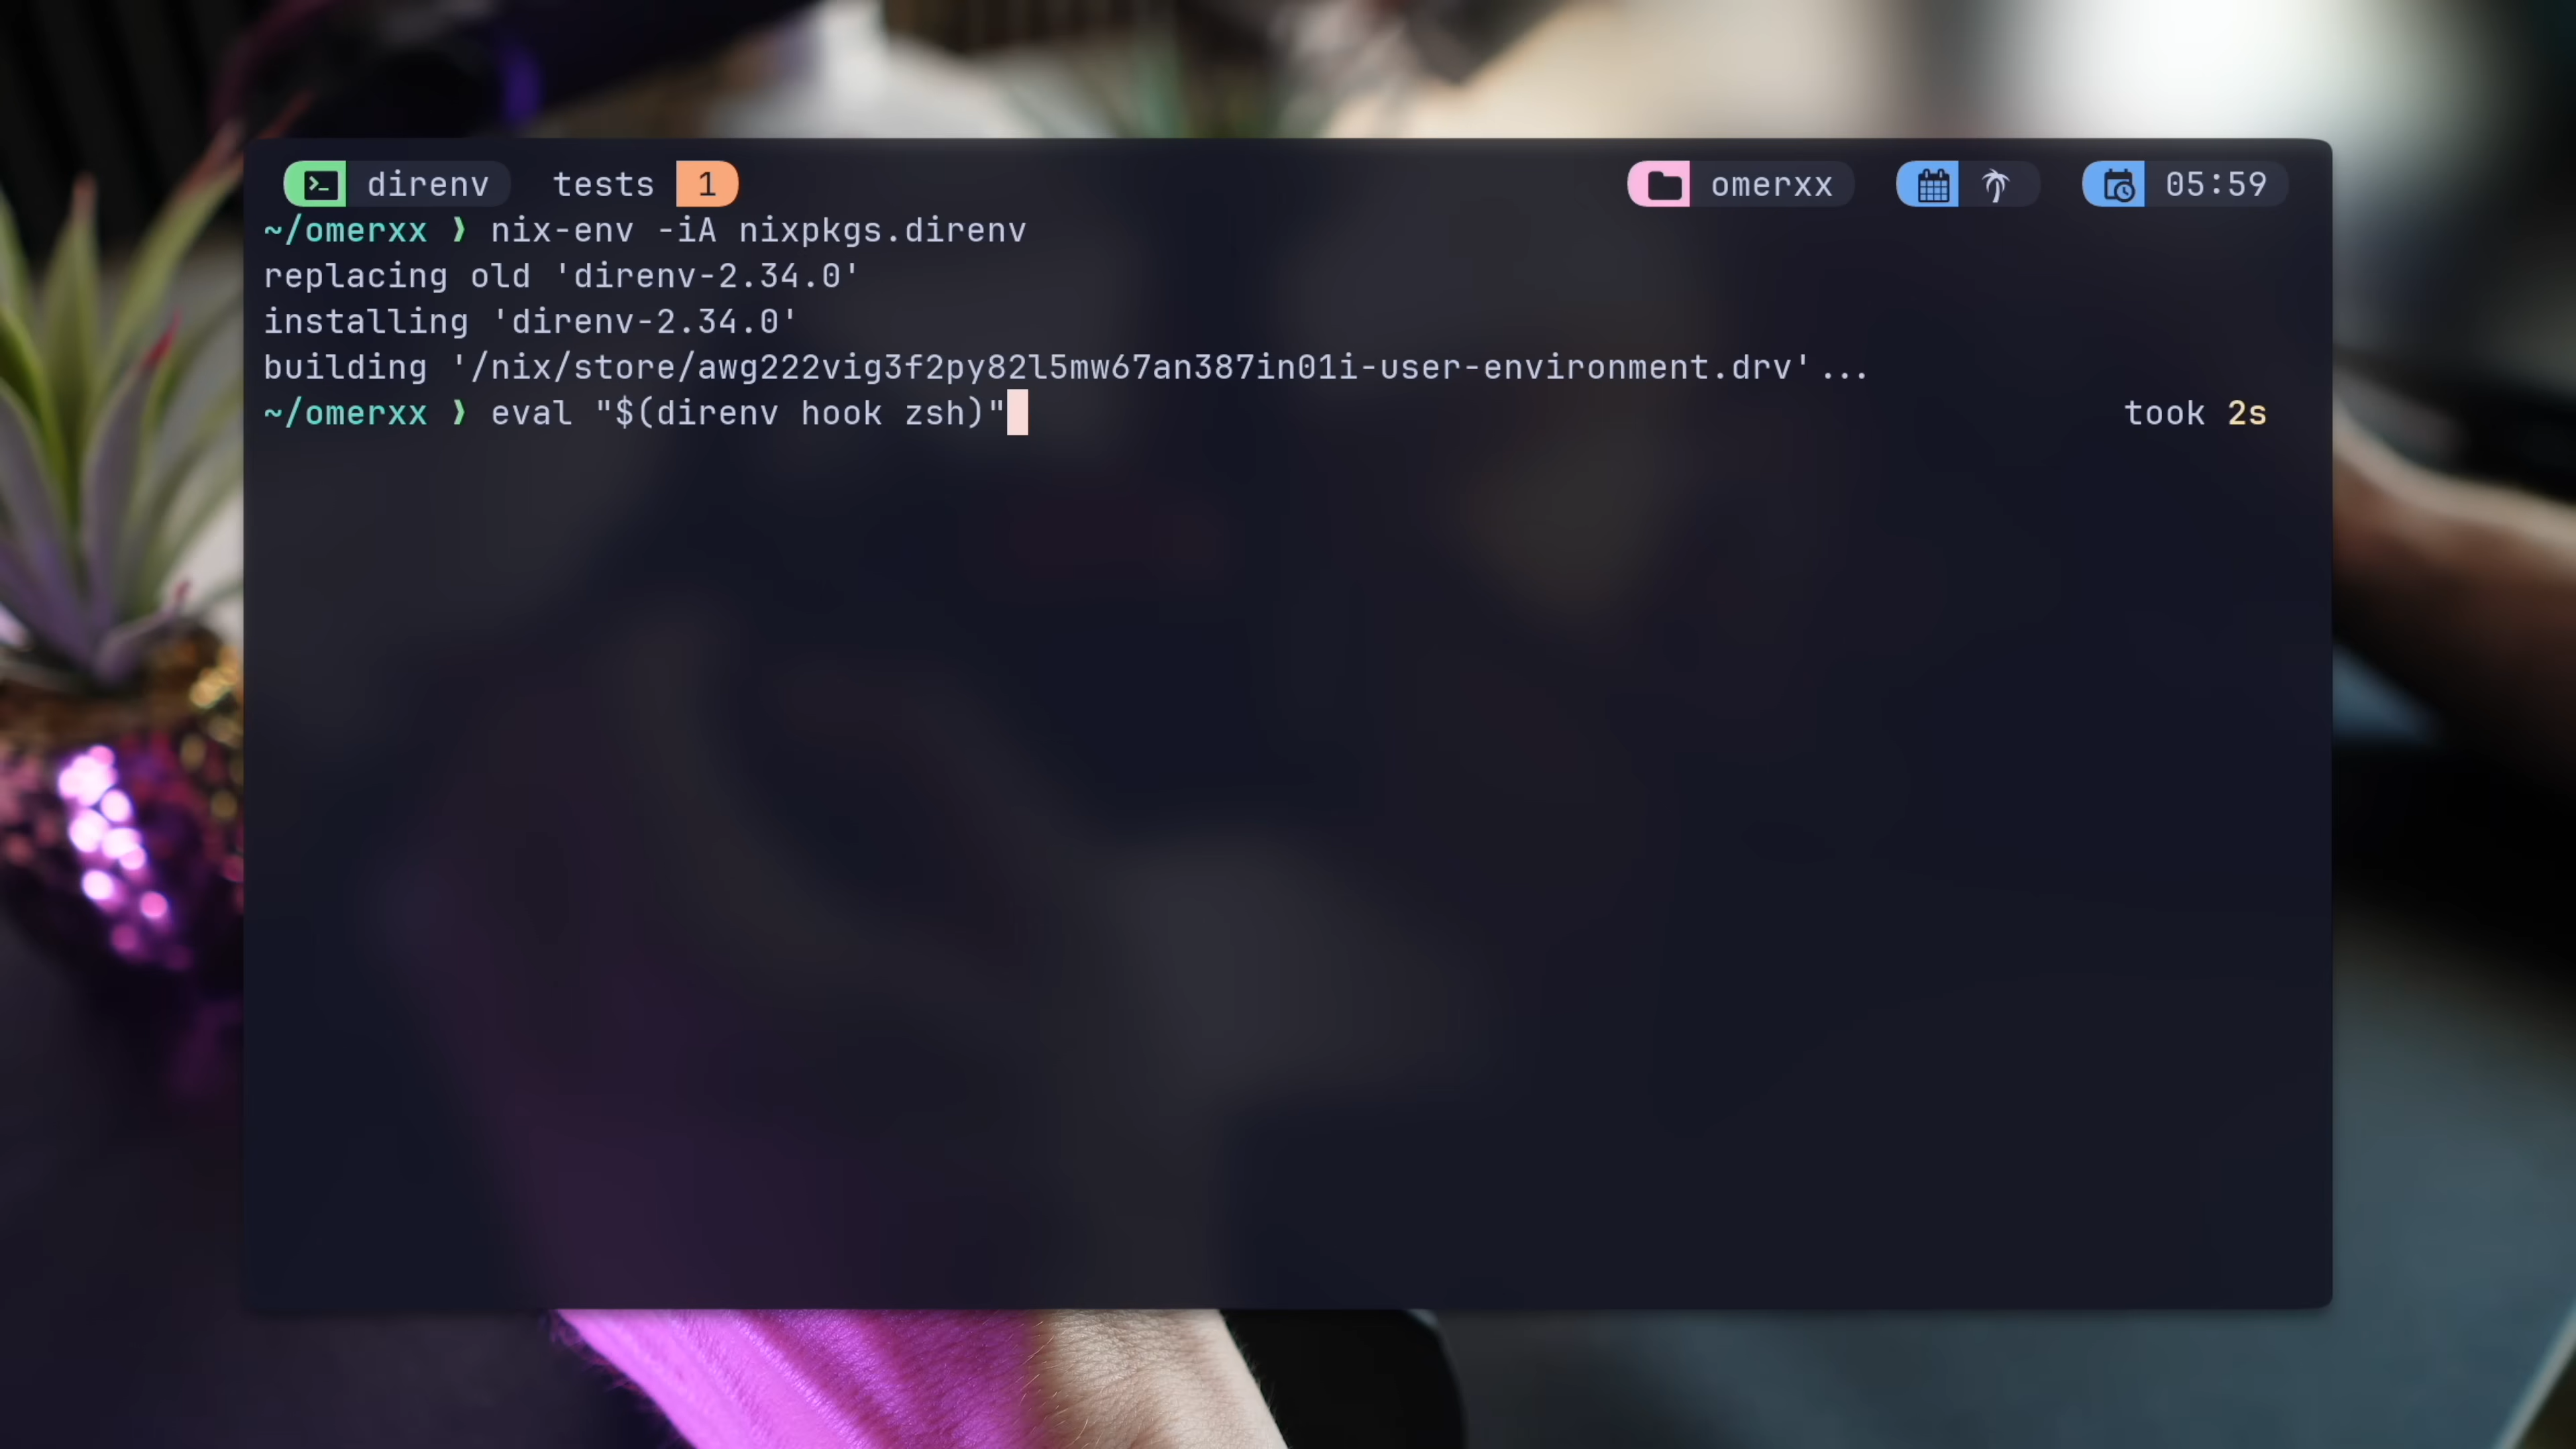 direnv tests 1 omerxx 05:59
~/omerxx ❯ nix-env -iA nixpkgs.direnv
replacing old 'direnv-2.34.0'
installing 'direnv-2.34.0'
building '/nix/store/awg222vig3f2py82l5mw67an387in01i-user-environment.drv'...
~/omerxx ❯ eval "$(direnv hook zsh)" took 2s